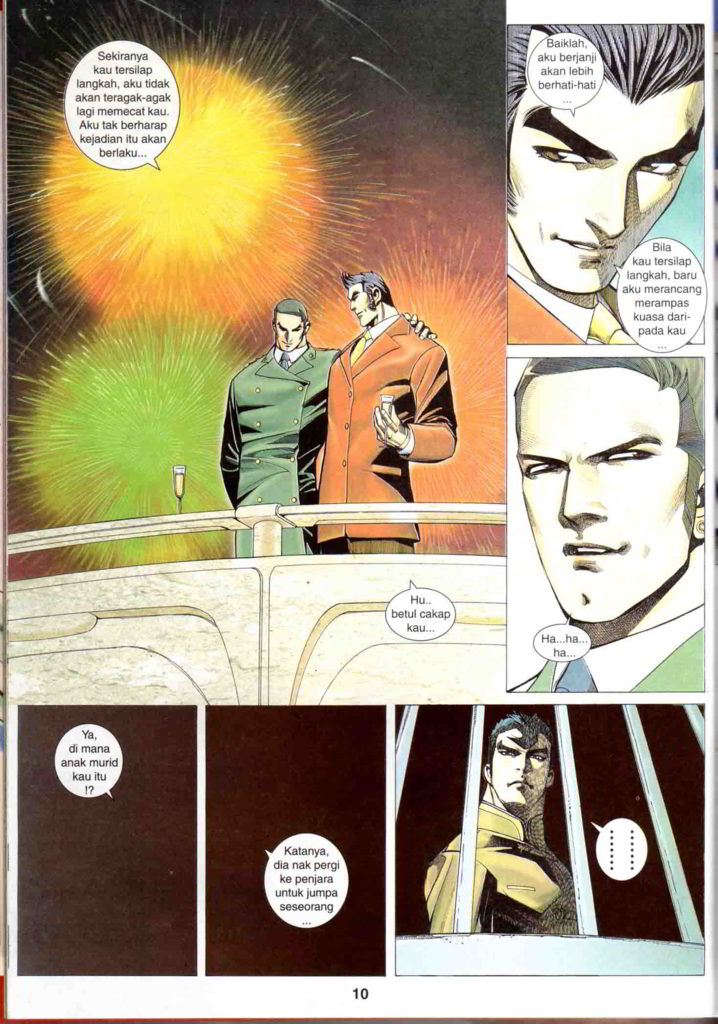 Sekiranya
kau tersilap
langkah, aku tidak
akan teragak-agak
lagi memecat kau.
Aku tak berharap
kejadian itu akan
berlaku...
Baiklah,
aku berjanji
akan lebih
berhati-hati
...
Bila
kau tersilap
langkah, baru
aku merancang
merampas
kuasa dari-
pada kau
...
Hu..
betul cakap
kau...
Ha...ha...
ha...
Ya,
di mana
anak murid
kau itu
!?
Katanya,
dia nak pergi
ke penjara
untuk jumpa
seseorang
...
10